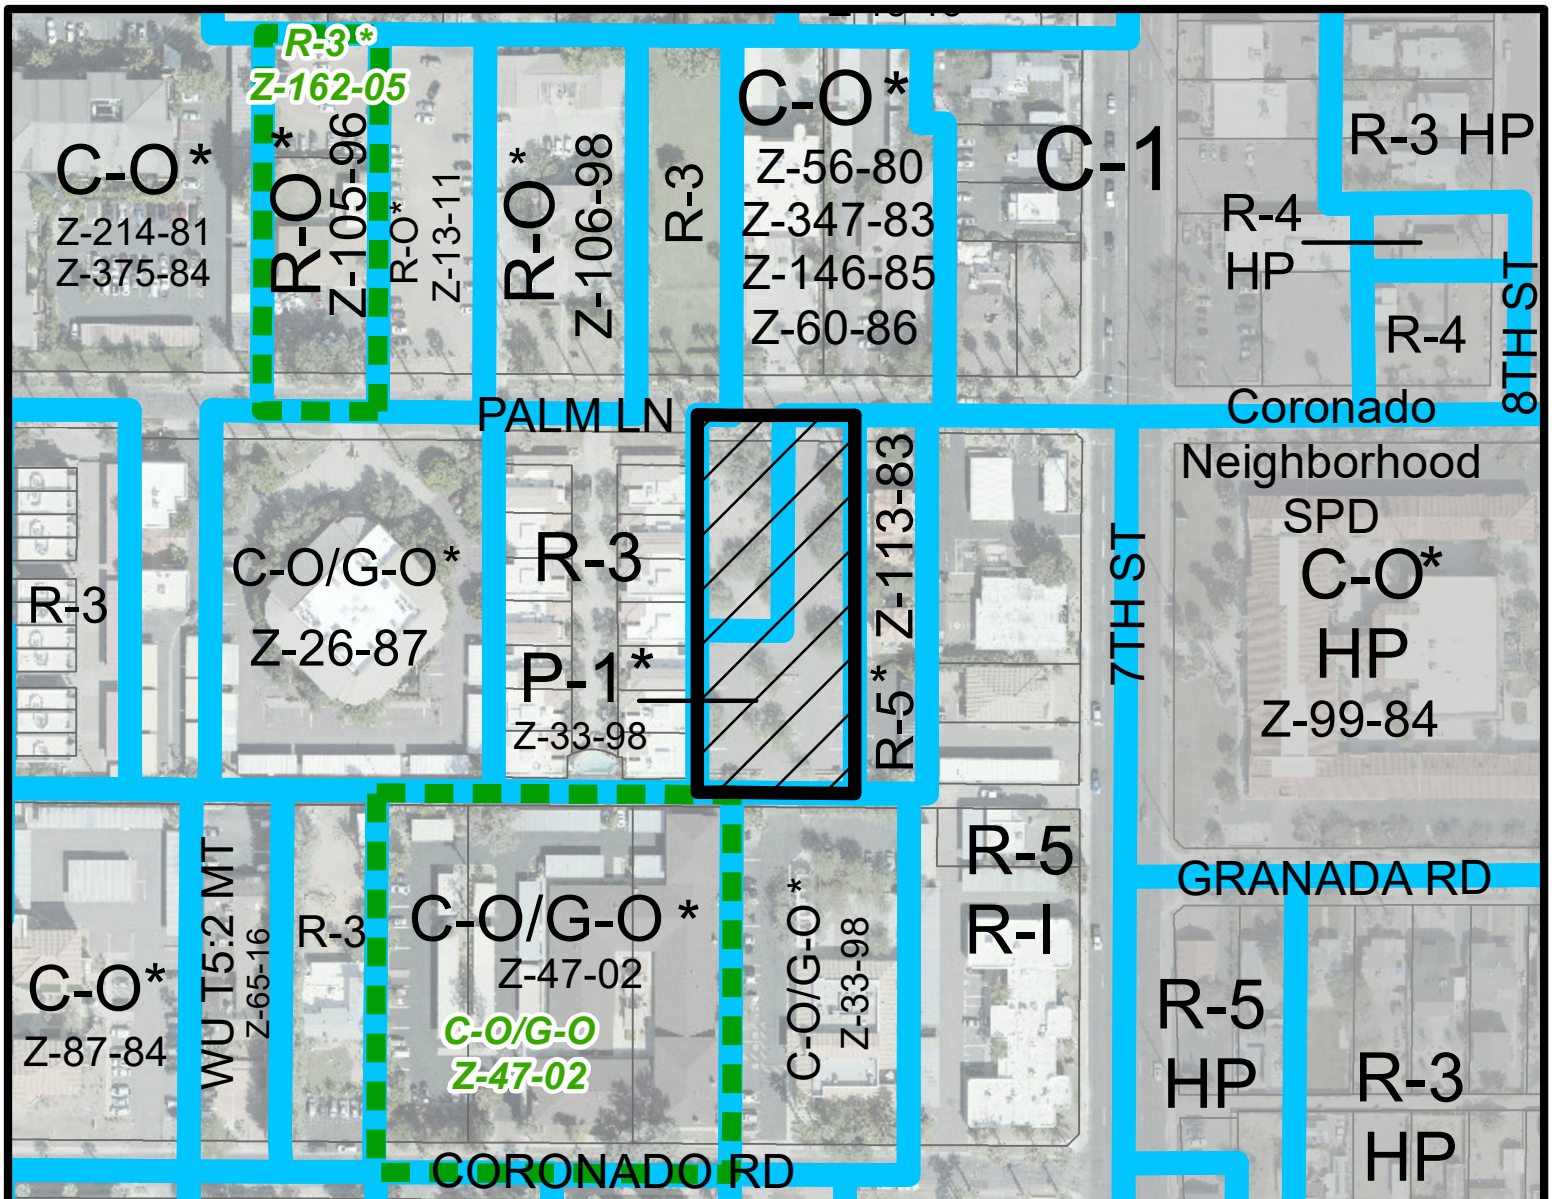 R-3 *
Z-162-05
C-O *
Z-214-81
Z-375-84
R-O *
Z-105-96
R-O *
Z-13-11
R-O *
Z-106-98
R-3
C-O *
Z-56-80
Z-347-83
Z-146-85
Z-60-86
C-1
R-3 HP
R-4
HP
R-4
8TH ST
PALM LN
Coronado
Neighborhood
SPD
C-O*
HP
Z-99-84
R-3
C-O/G-O*
Z-26-87
R-3
P-1*
Z-33-98
R-5* Z-113-83
7TH ST
GRANADA RD
C-O*
Z-87-84
WU T5:2 MT
Z-65-16
R-3
C-O/G-O *
Z-47-02
C-O/G-O
Z-47-02
C-O/G-O*
Z-33-98
R-5
R-I
R-5
HP
R-3
HP
CORONADO RD